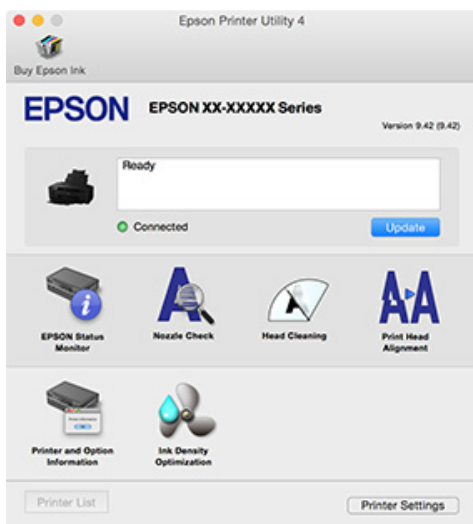 Epson Printer Utility 4
Buy Epson Ink
EPSON
EPSON XX-XXXXX Series
Version 9.42 (9.42)
Ready
Connected
Update
EPSON Status
Monitor
Nozzle Check
Head Cleaning
Print Head
Alignment
Printer and Option
Information
Ink Density
Optimization
Printer List
Printer Settings